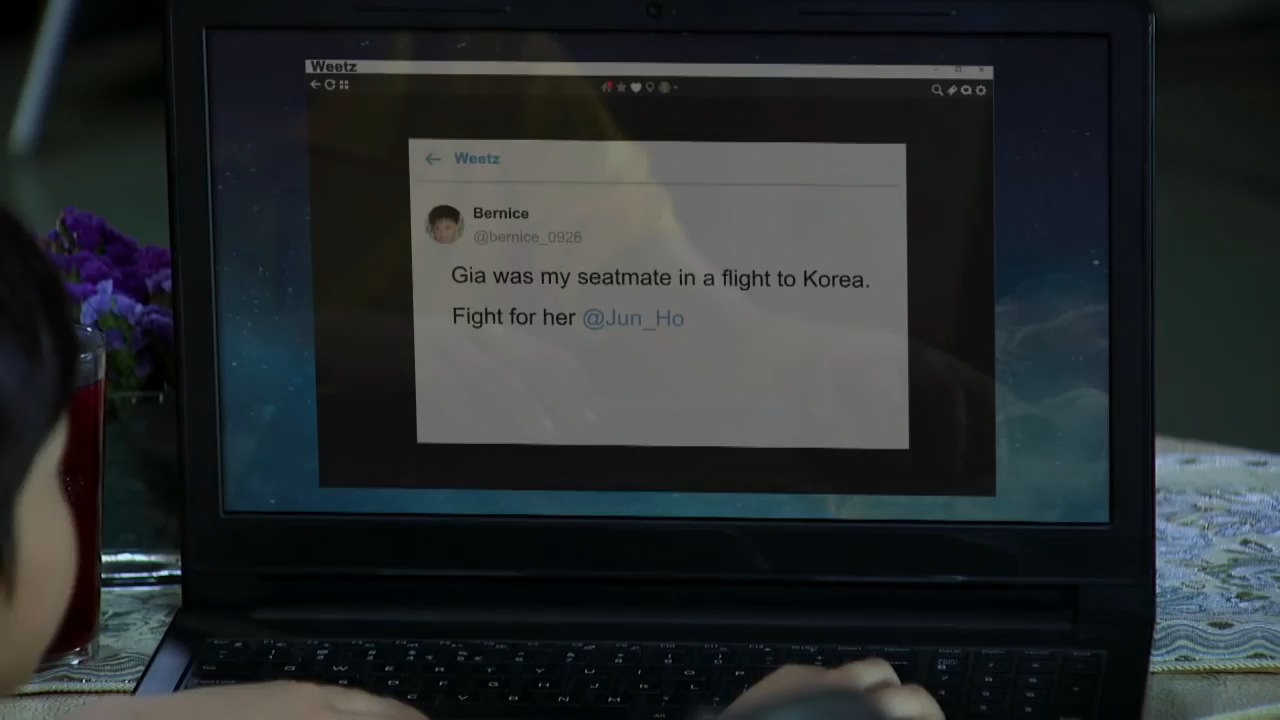 Weetz
Weetz
Bernice
@bernice_0926
Gia was my seatmate in a flight to Korea.
Fight for her @Jun_Ho